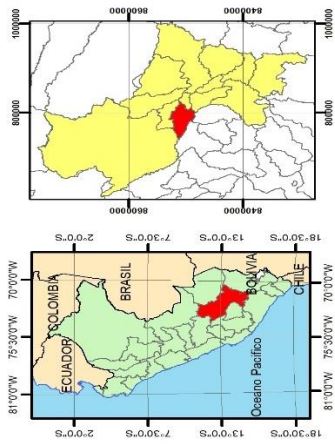 8600000
8400000
1000000
1000000
800000
800000
8600000
8400000
2°0'0"S
7°30'0"S
13°0'0"S
18°30'0"S
70°0'0"W
70°0'0"W
75°30'0"W
75°30'0"W
81°0'0"W
81°0'0"W
COLOMBIA
ECUADOR
BRASIL
BOLIVIA
CHILE
Oceano Pacifico
2°0'0"S
7°30'0"S
13°0'0"S
18°30'0"S